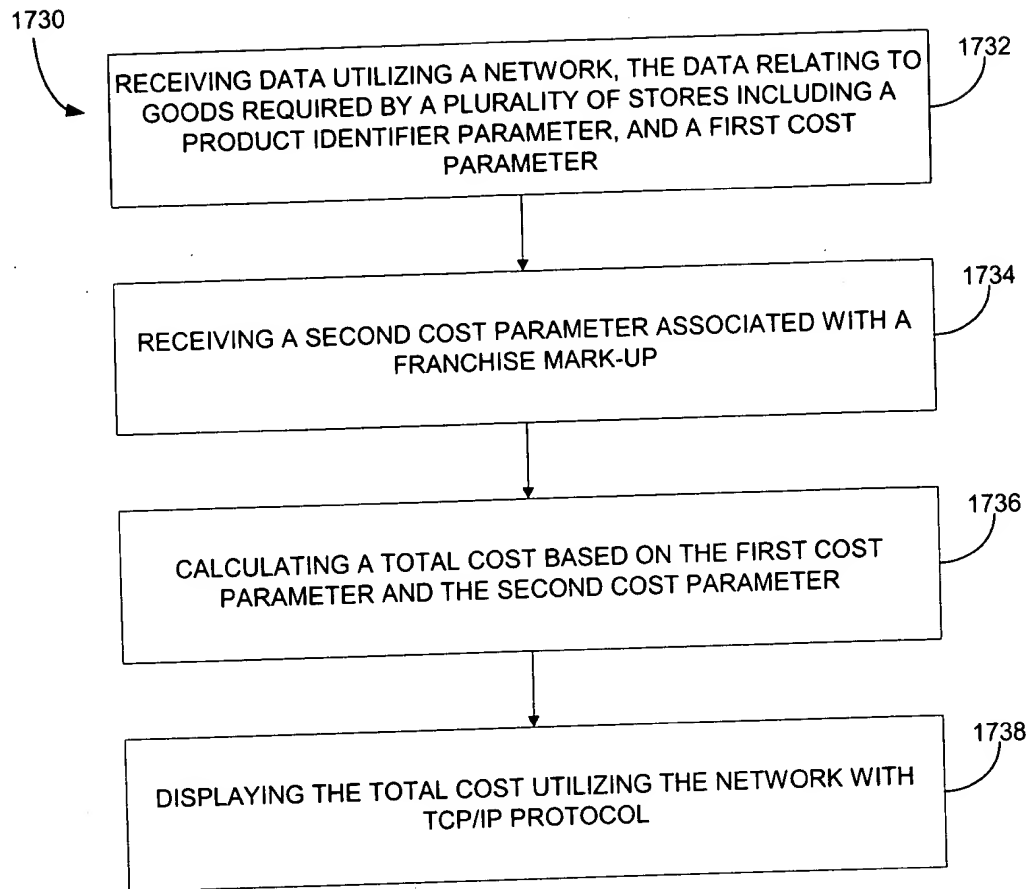 1730
1732
RECEIVING DATA UTILIZING A NETWORK, THE DATA RELATING TO
GOODS REQUIRED BY A PLURALITY OF STORES INCLUDING A
PRODUCT IDENTIFIER PARAMETER, AND A FIRST COST
PARAMETER
1734
RECEIVING A SECOND COST PARAMETER ASSOCIATED WITH A
FRANCHISE MARK-UP
1736
CALCULATING A TOTAL COST BASED ON THE FIRST COST
PARAMETER AND THE SECOND COST PARAMETER
1738
DISPLAYING THE TOTAL COST UTILIZING THE NETWORK WITH
TCP/IP PROTOCOL